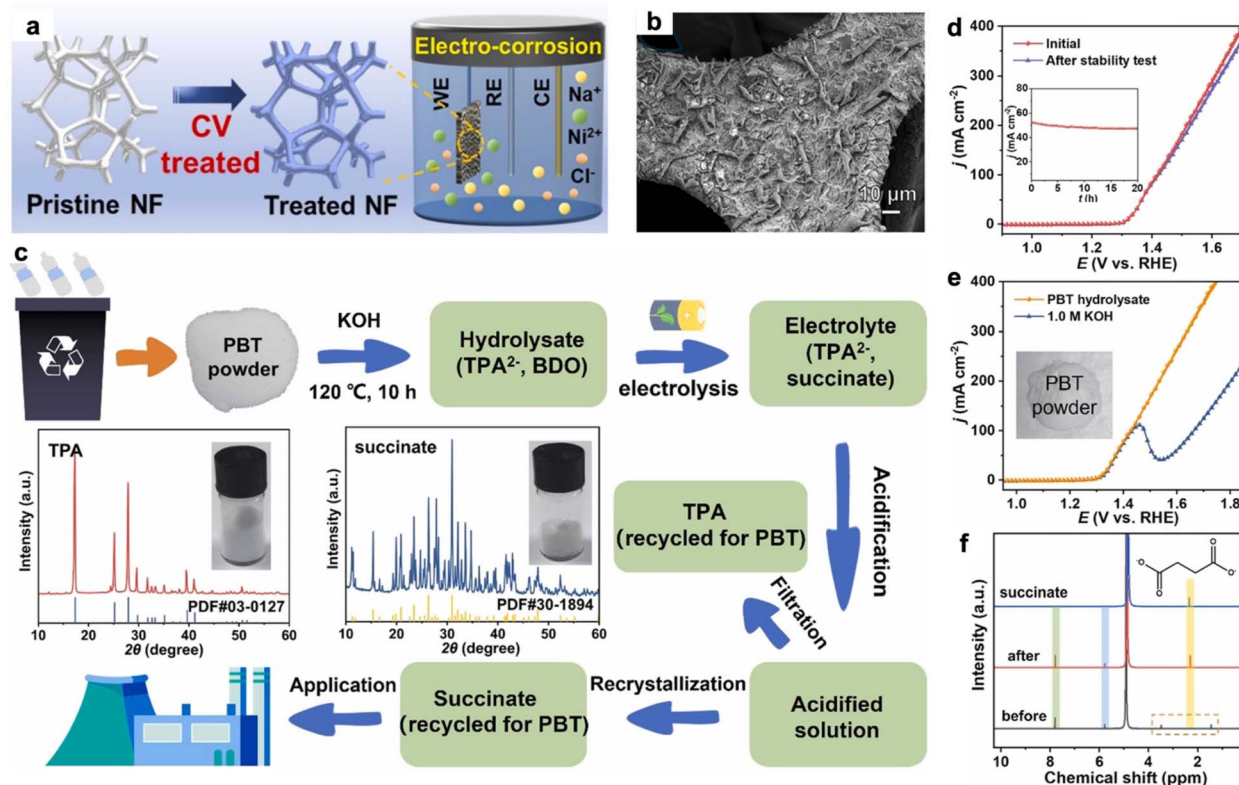 a
Pristine NF
CV
treated
Treated NF
Electro-corrosion
WE
RE
CE
Na⁺
Ni²⁺
Cl⁻
b
10 μm
d
Initial
After stability test
j (mA cm⁻²)
400
300
200
100
0
j (mA cm⁻²)
80
60
40
0 5 10 15 20
t (h)
1.0 1.2 1.4 1.6
E (V vs. RHE)
c
PBT
powder
KOH
120 ℃, 10 h
Hydrolysate
(TPA²⁻, BDO)
electrolysis
Electrolyte
(TPA²⁻,
succinate)
TPA
Intensity (a.u.)
PDF#03-0127
10 20 30 40 50 60
2θ (degree)
succinate
Intensity (a.u.)
PDF#30-1894
10 20 30 40 50 60
2θ (degree)
TPA
(recycled for PBT)
Acidification
Filtration
Application
Succinate
(recycled for PBT)
Recrystallization
Acidified
solution
e
PBT hydrolysate
1.0 M KOH
PBT
powder
j (mA cm⁻²)
400
300
200
100
0
1.0 1.2 1.4 1.6 1.8
E (V vs. RHE)
f
Intensity (a.u.)
succinate
after
before
O
⁻O
O⁻
O
10 8 6 4 2 0
Chemical shift (ppm)